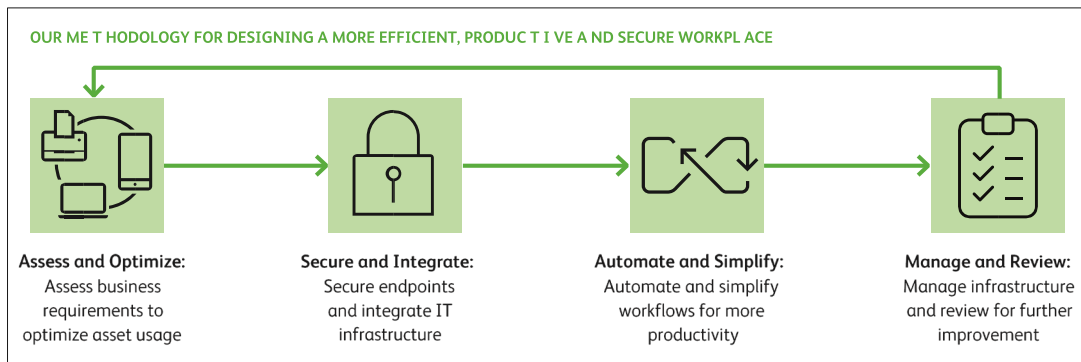 OUR ME T HODOLOGY FOR DESIGNING A MORE EFFICIENT, PRODUC T I VE A ND SECURE WORKPL ACE
Assess and Optimize:
Assess business
requirements to
optimize asset usage
Secure and Integrate:
Secure endpoints
and integrate IT
infrastructure
Automate and Simplify:
Automate and simplify
workflows for more
productivity
Manage and Review:
Manage infrastructure
and review for further
improvement